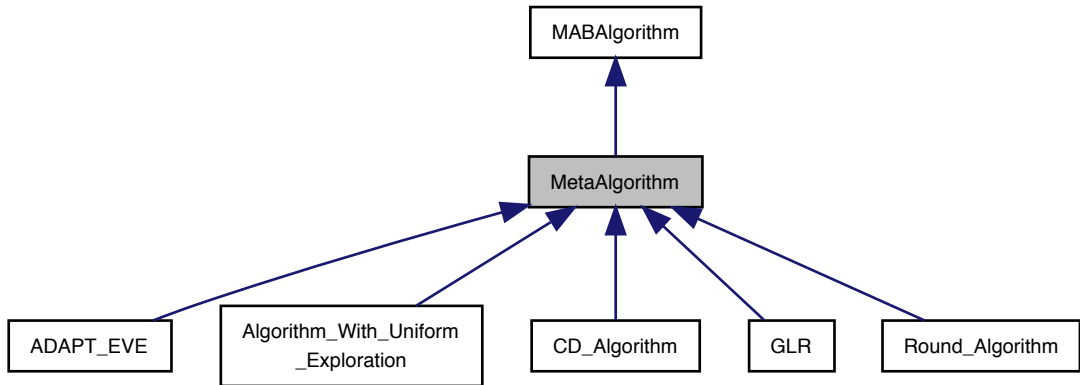 MABAlgorithm
MetaAlgorithm
ADAPT_EVE
Algorithm_With_Uniform
_Exploration
CD_Algorithm
GLR
Round_Algorithm